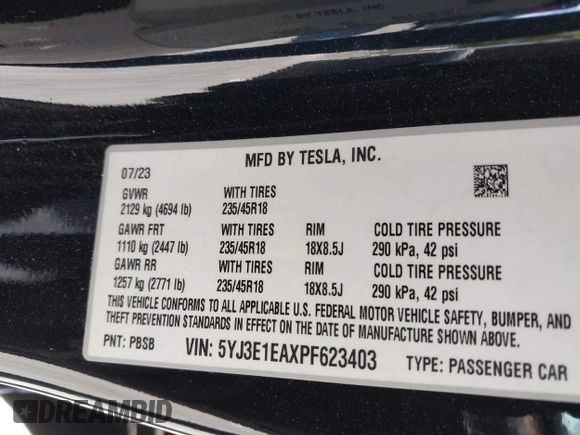 BY TESLA, INC.
MFD BY TESLA, INC.
07/23
GVWR WITH TIRES
2129 kg (4694 lb) 235/45R18
GAWR FRT WITH TIRES RIM COLD TIRE PRESSURE
1110 kg (2447 lb) 235/45R18 18X8.5J 290 kPa, 42 psi
GAWR RR WITH TIRES RIM COLD TIRE PRESSURE
1257 kg (2771 lb) 235/45R18 18X8.5J 290 kPa, 42 psi
THIS VEHICLE CONFORMS TO ALL APPLICABLE U.S. FEDERAL MOTOR VEHICLE SAFETY, BUMPER, AND
THEFT PREVENTION STANDARDS IN EFFECT ON THE DATE OF MANUFACTURE SHOWN ABOVE.
PNT: PBSB VIN: 5YJ3E1EAXPF623403 TYPE: PASSENGER CAR
DREAMBID